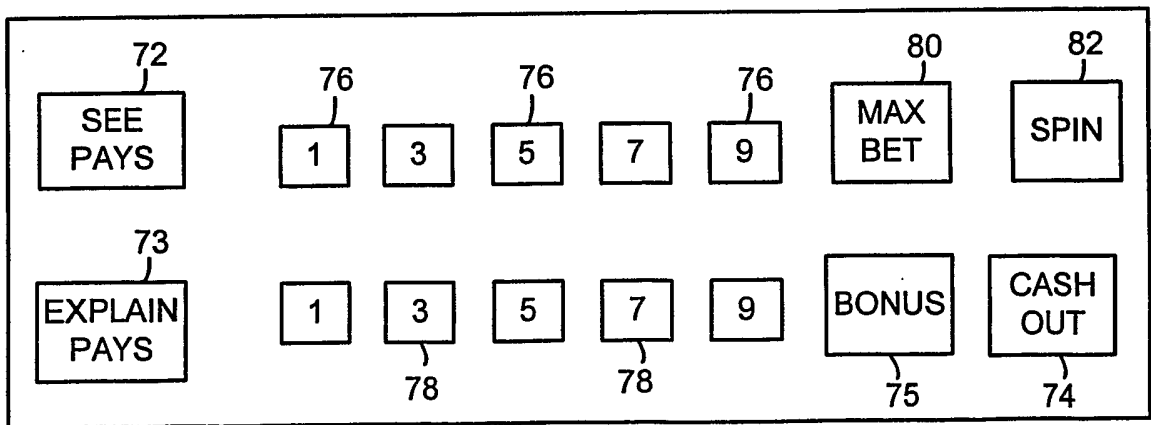 72 76 76 76 80 82
SEE
PAYS
1 3 5 7 9
MAX
BET
SPIN
73
EXPLAIN
PAYS
1 3 5 7 9
BONUS
CASH
OUT
78 78 75 74